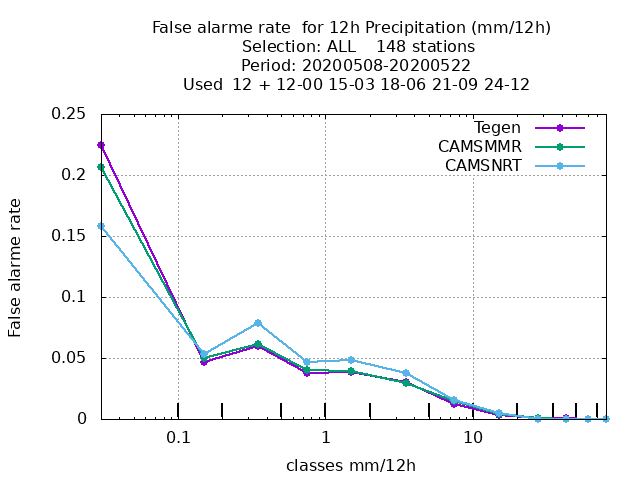 False alarme rate  for 12h Precipitation (mm/12h)
Selection: ALL    148 stations
Period: 20200508-20200522
Used  12 + 12-00 15-03 18-06 21-09 24-12
Tegen
CAMSMMR
CAMSNRT
False alarme rate
0.25
0.2
0.15
0.1
0.05
0
0.1
1
10
classes mm/12h